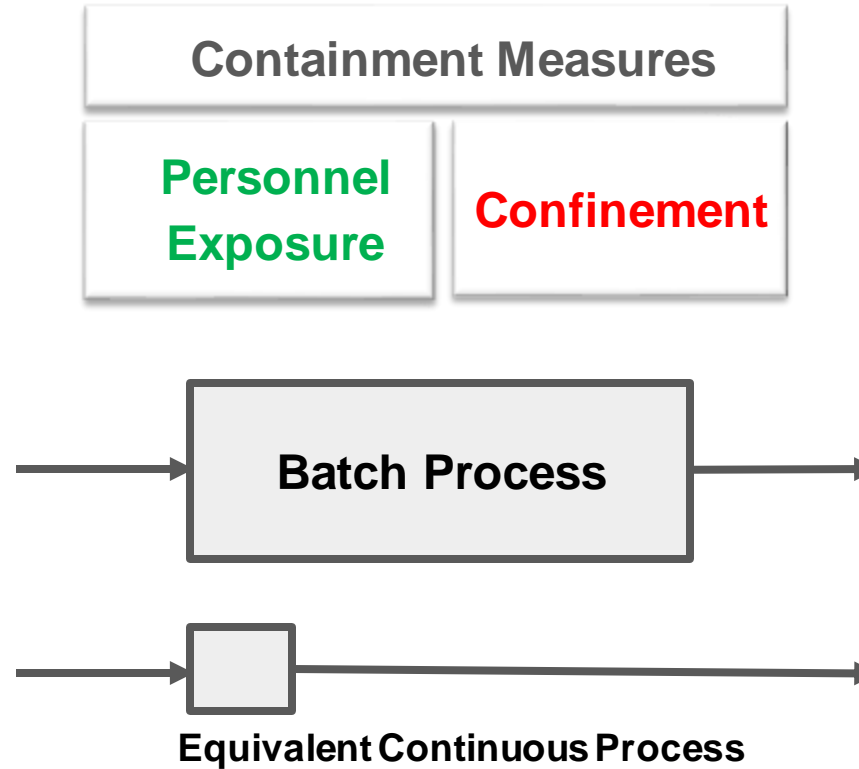 Containment Measures
Personnel
Exposure
Confinement
Batch Process
Equivalent Continuous Process